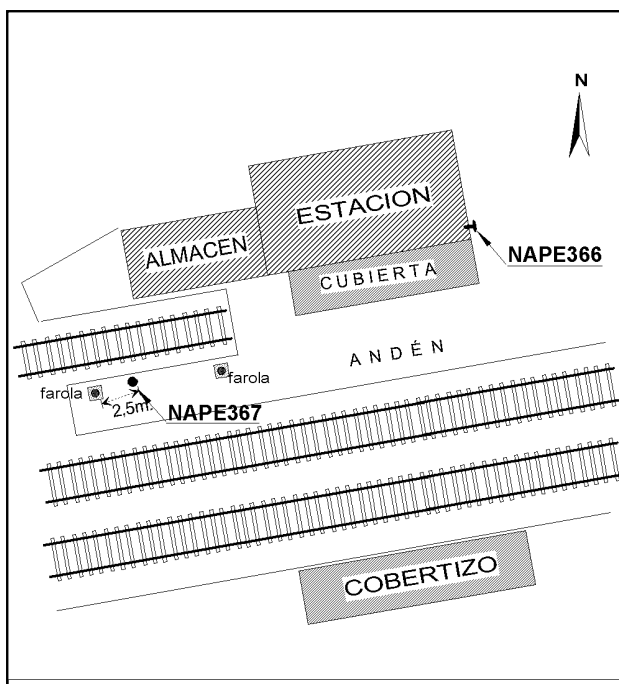 N
ESTACION
ALMACEN
NAPE366
CUBIERTA
ANDÉN
farola
farola
2,5m.
NAPE367
COBERTIZO